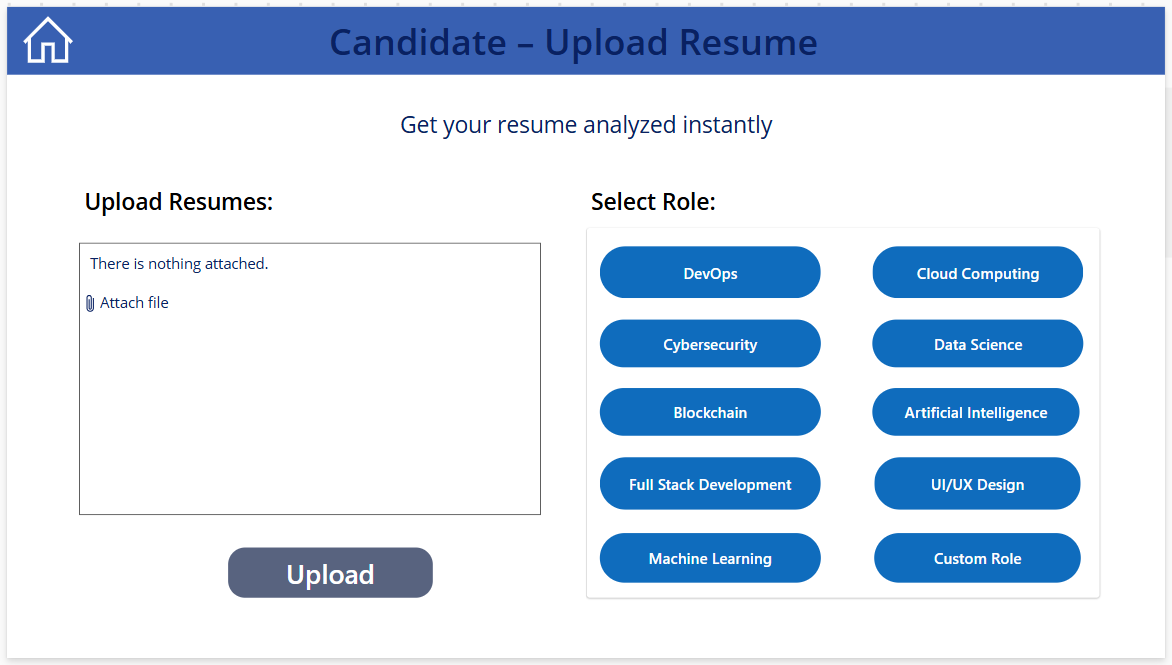 Candidate – Upload Resume
Get your resume analyzed instantly
Upload Resumes:
There is nothing attached.
Attach file
Upload
Select Role:
DevOps
Cloud Computing
Cybersecurity
Data Science
Blockchain
Artificial Intelligence
Full Stack Development
UI/UX Design
Machine Learning
Custom Role